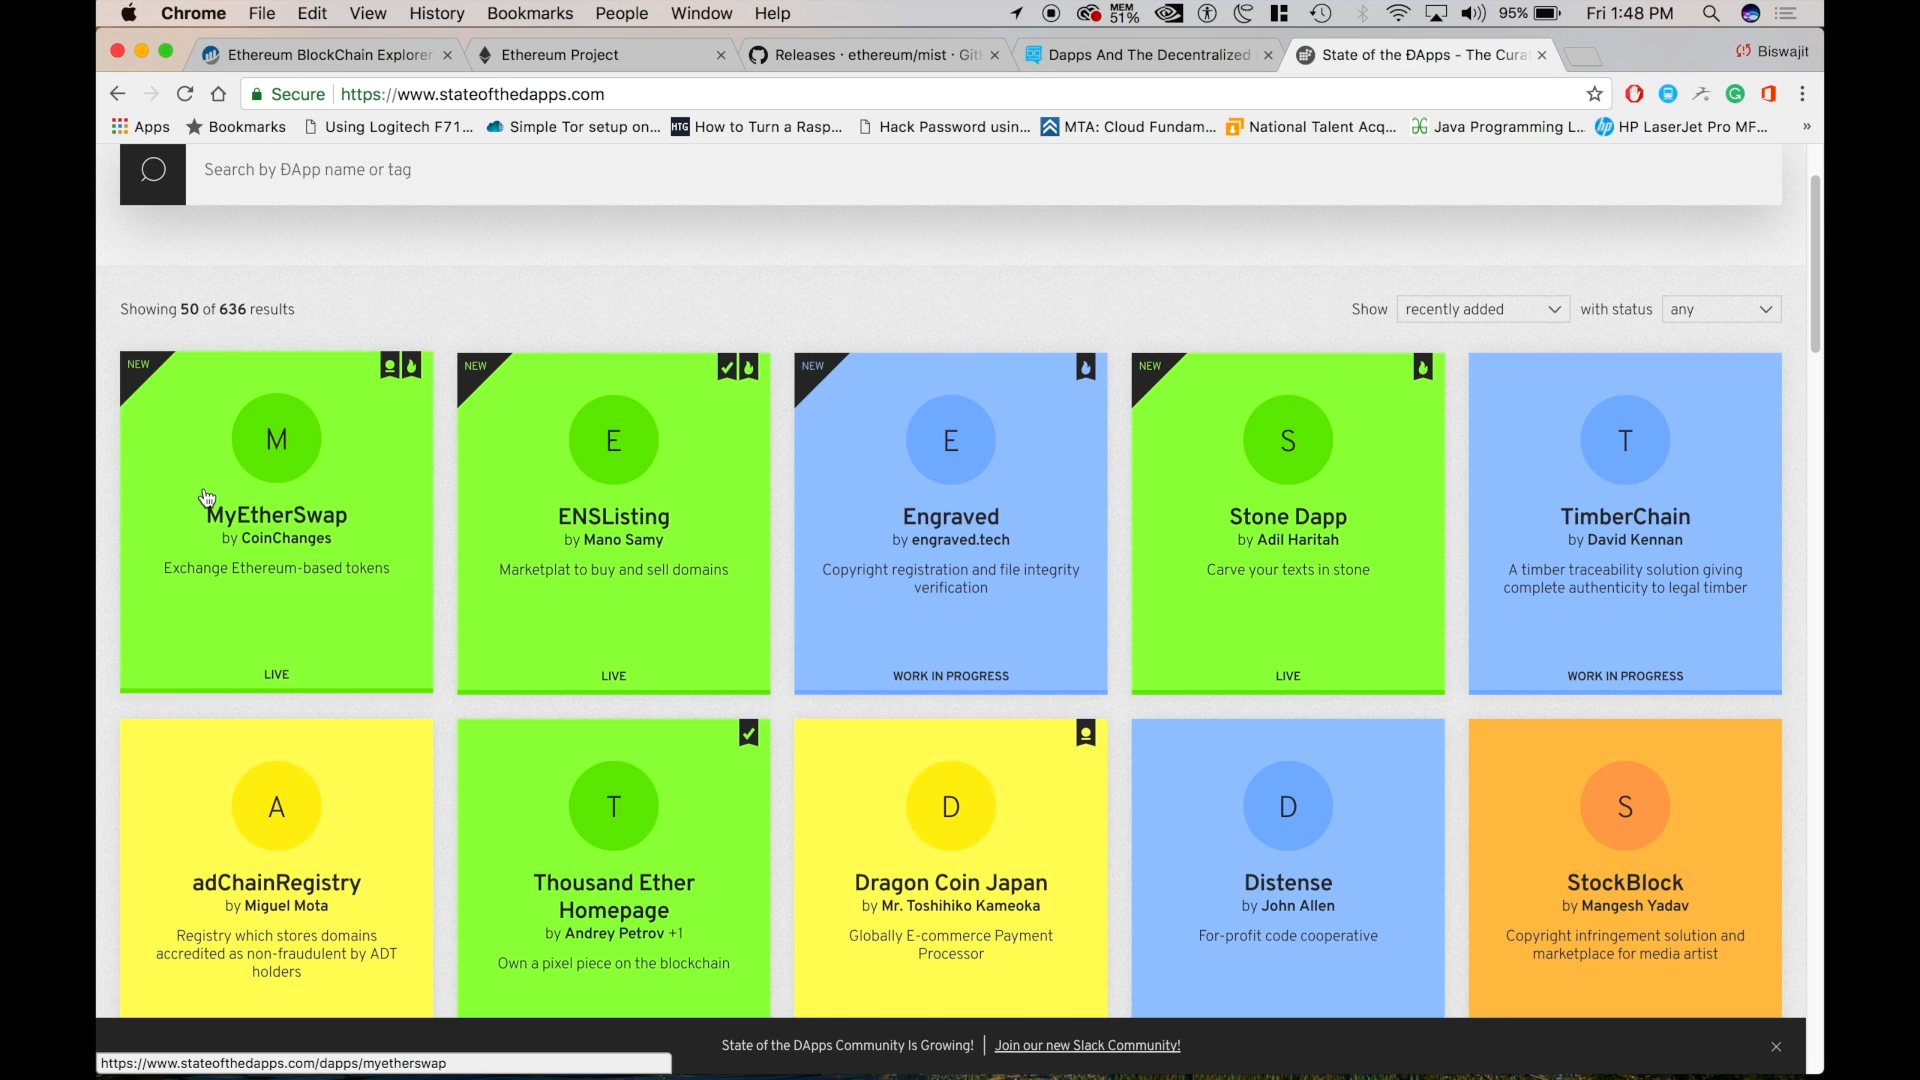 Chrome File Edit View History Bookmarks People Window Help MEM 51% 95% Fri 1:48 PM
Ethereum BlockChain Explorer Ethereum Project Releases · ethereum/mist · Git Dapps And The Decentralized State of the ÐApps - The Cura Biswajit
Secure https://www.stateofthedapps.com
Apps Bookmarks Using Logitech F71... Simple Tor setup on... HTG How to Turn a Rasp... Hack Password usin... MTA: Cloud Fundam... National Talent Acq... Java Programming L... hp HP LaserJet Pro MF... »
Search by ÐApp name or tag
Showing 50 of 636 results Show recently added with status any
NEW NEW NEW NEW
M E E S T
MyEtherSwap ENSListing Engraved Stone Dapp TimberChain
by CoinChanges by Mano Samy by engraved.tech by Adil Haritah by David Kennan
Exchange Ethereum-based tokens Marketplat to buy and sell domains Copyright registration and file integrity Carve your texts in stone A timber traceability solution giving
verification complete authenticity to legal timber
LIVE LIVE WORK IN PROGRESS LIVE WORK IN PROGRESS
A T D D S
adChainRegistry Thousand Ether Dragon Coin Japan Distense StockBlock
by Miguel Mota Homepage by Mr. Toshihiko Kameoka by John Allen by Mangesh Yadav
by Andrey Petrov +1
Registry which stores domains Globally E-commerce Payment For-profit code cooperative Copyright infringement solution and
accredited as non-fraudulent by ADT Own a pixel piece on the blockchain Processor marketplace for media artist
holders
State of the DApps Community Is Growing! Join our new Slack Community!
https://www.stateofthedapps.com/dapps/myetherswap